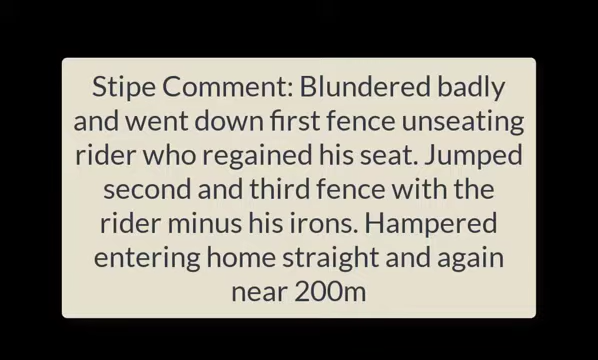 Stipe Comment: Blundered badly
and went down first fence unseating
rider who regained his seat. Jumped
second and third fence with the
rider minus his irons. Hampered
entering home straight and again
near 200m